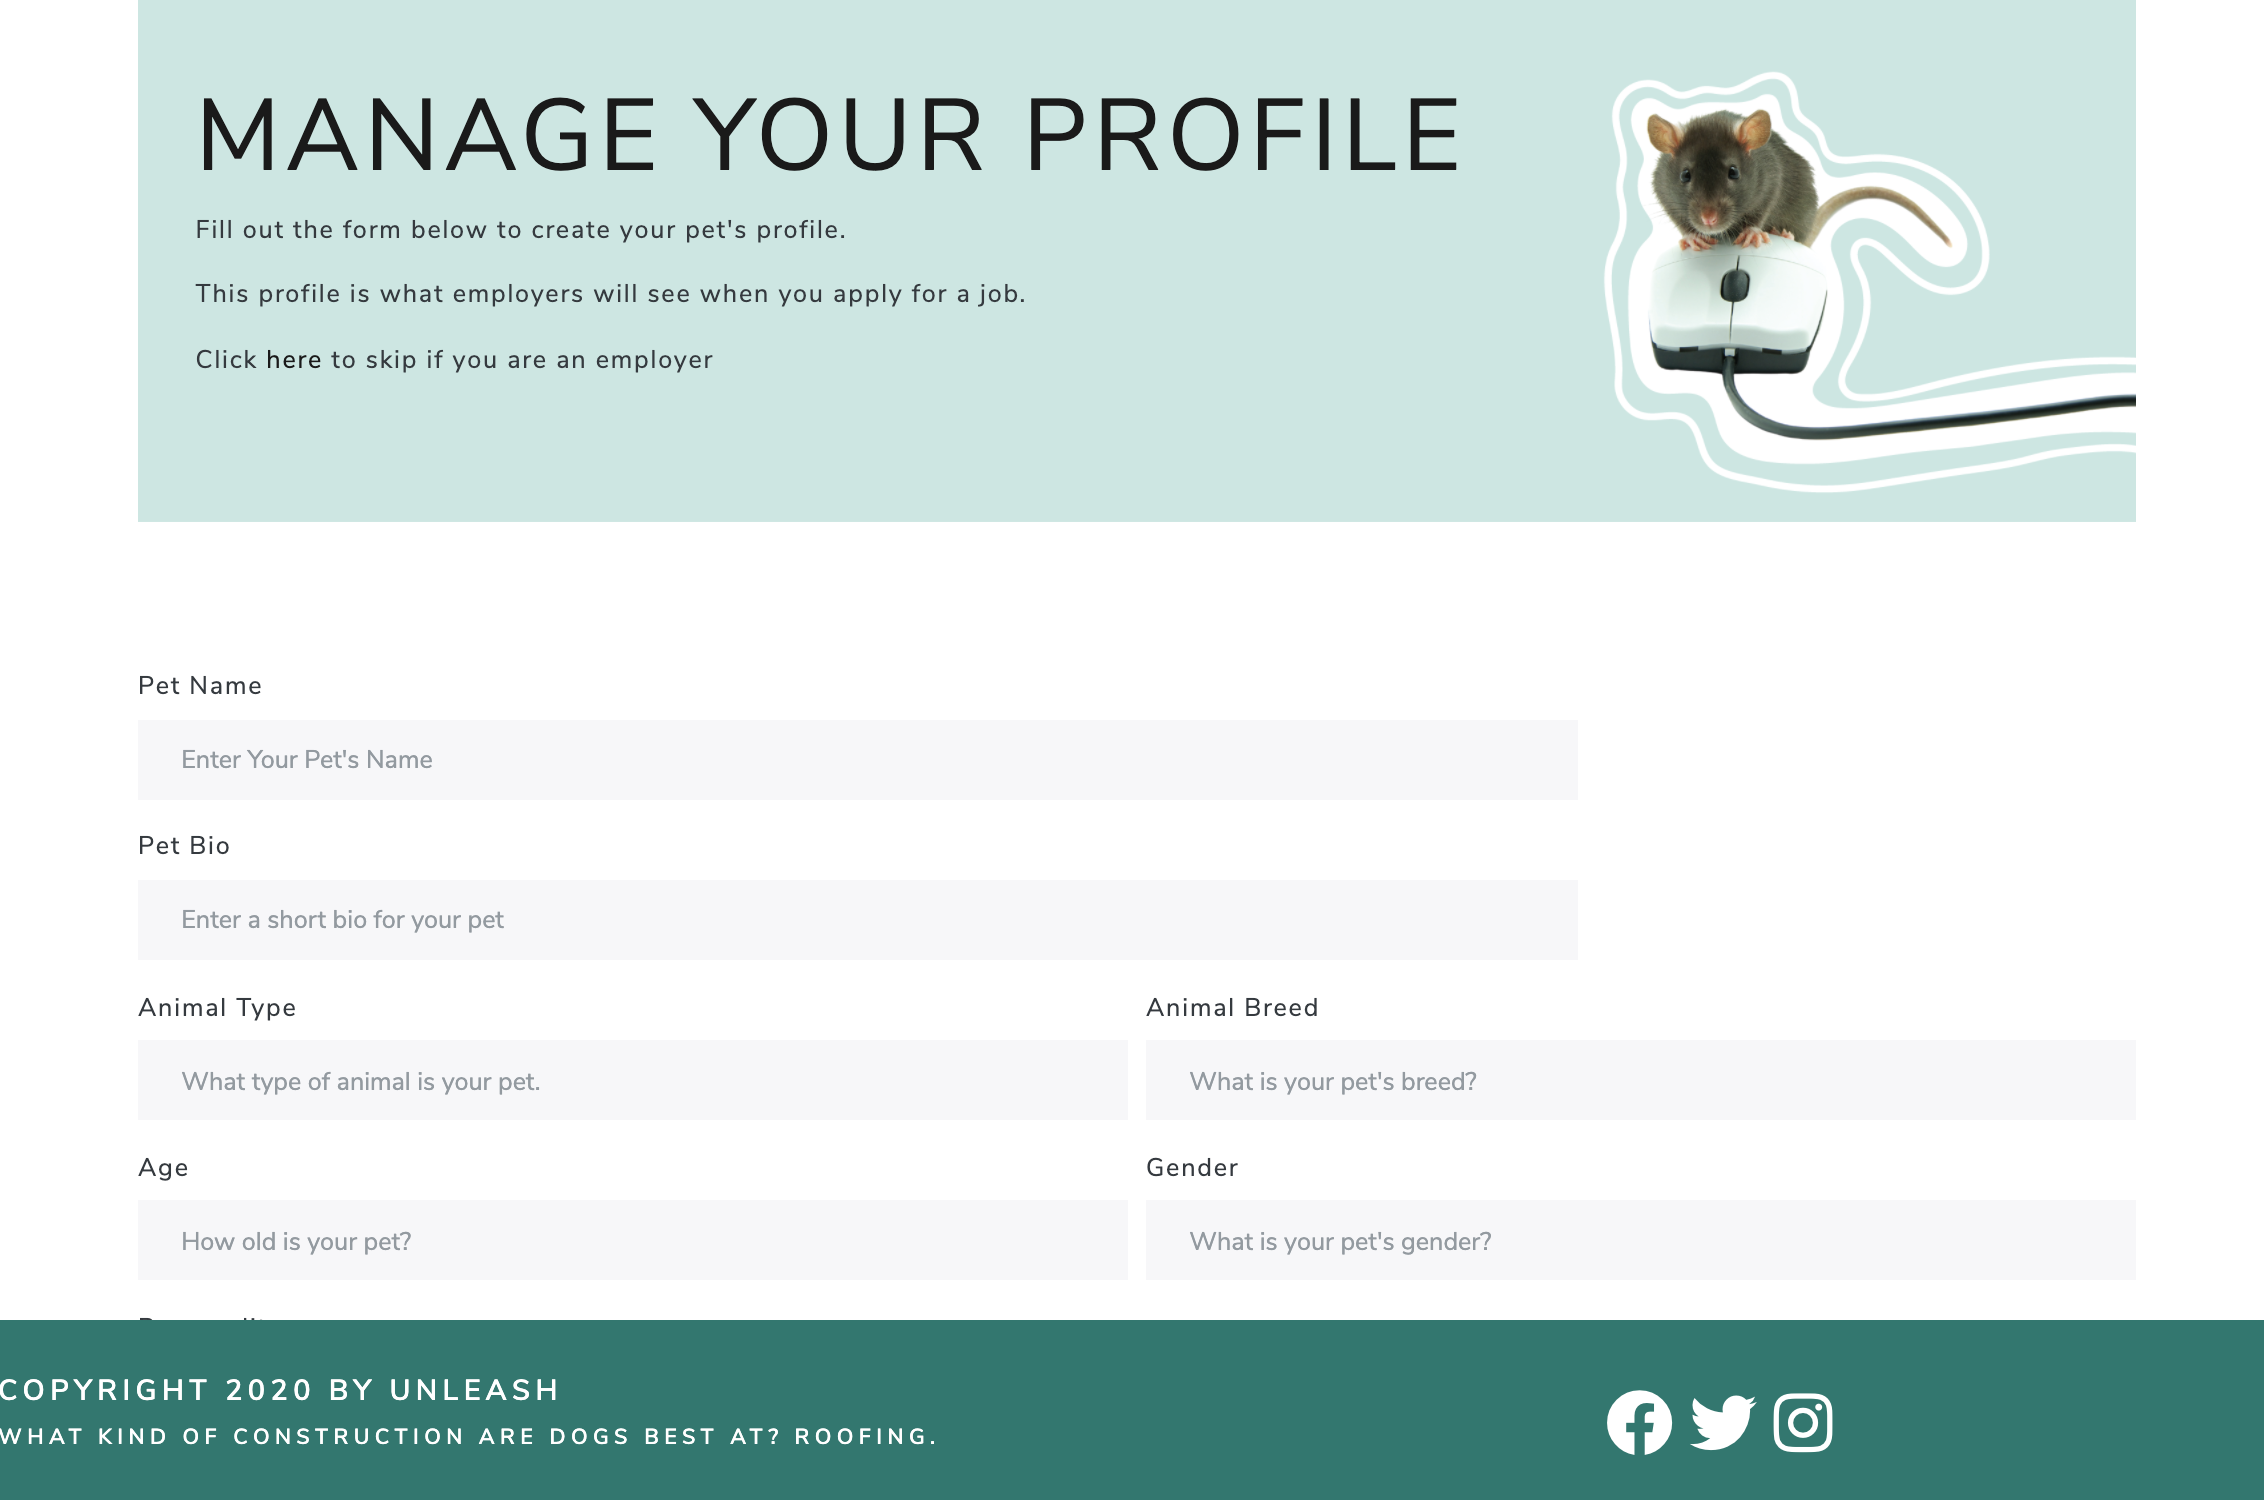 MANAGE YOUR PROFILE
Fill out the form below to create your pet's profile.
This profile is what employers will see when you apply for a job.
Click here to skip if you are an employer
Pet Name
Enter Your Pet's Name
Pet Bio
Enter a short bio for your pet
Animal Type
Animal Breed
What type of animal is your pet.
What is your pet's breed?
Age
Gender
How old is your pet?
What is your pet's gender?
COPYRIGHT 2020 BY UNLEASH
WHAT KIND OF CONSTRUCTION ARE DOGS BEST AT? ROOFING.